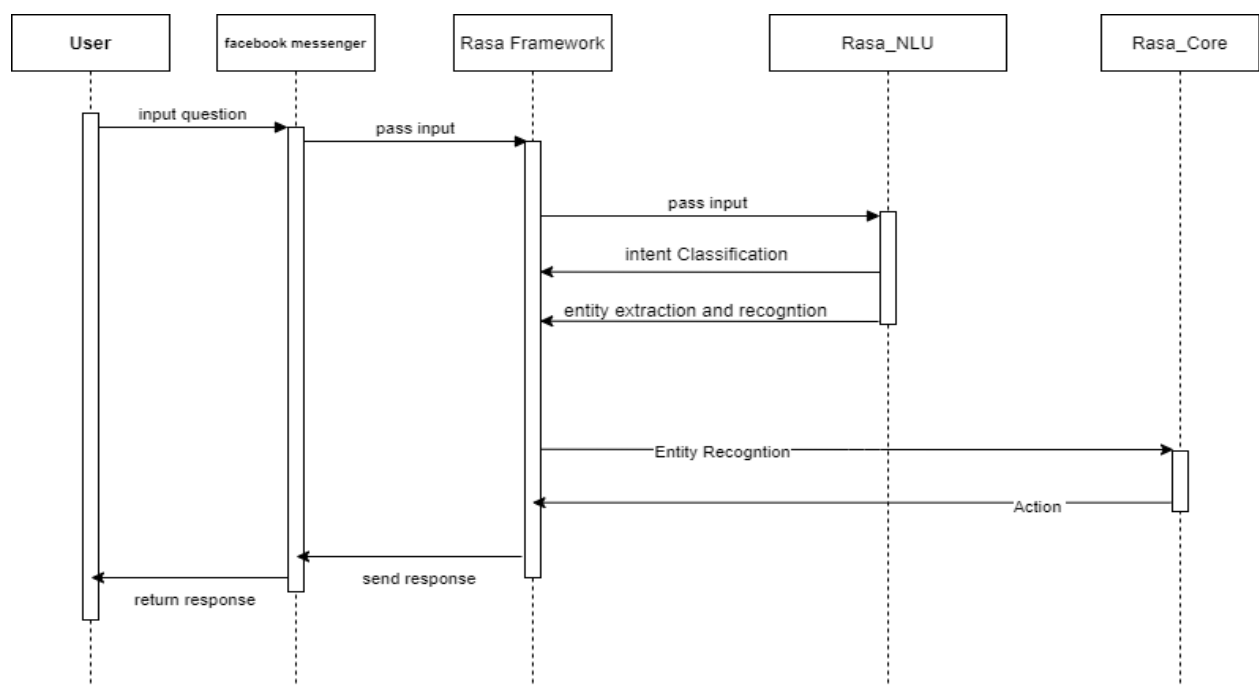 User
facebook messenger
Rasa Framework
Rasa_NLU
Rasa_Core
input question
pass input
pass input
intent Classification
entity extraction and recogntion
Entity Recogntion
Action
send response
return response